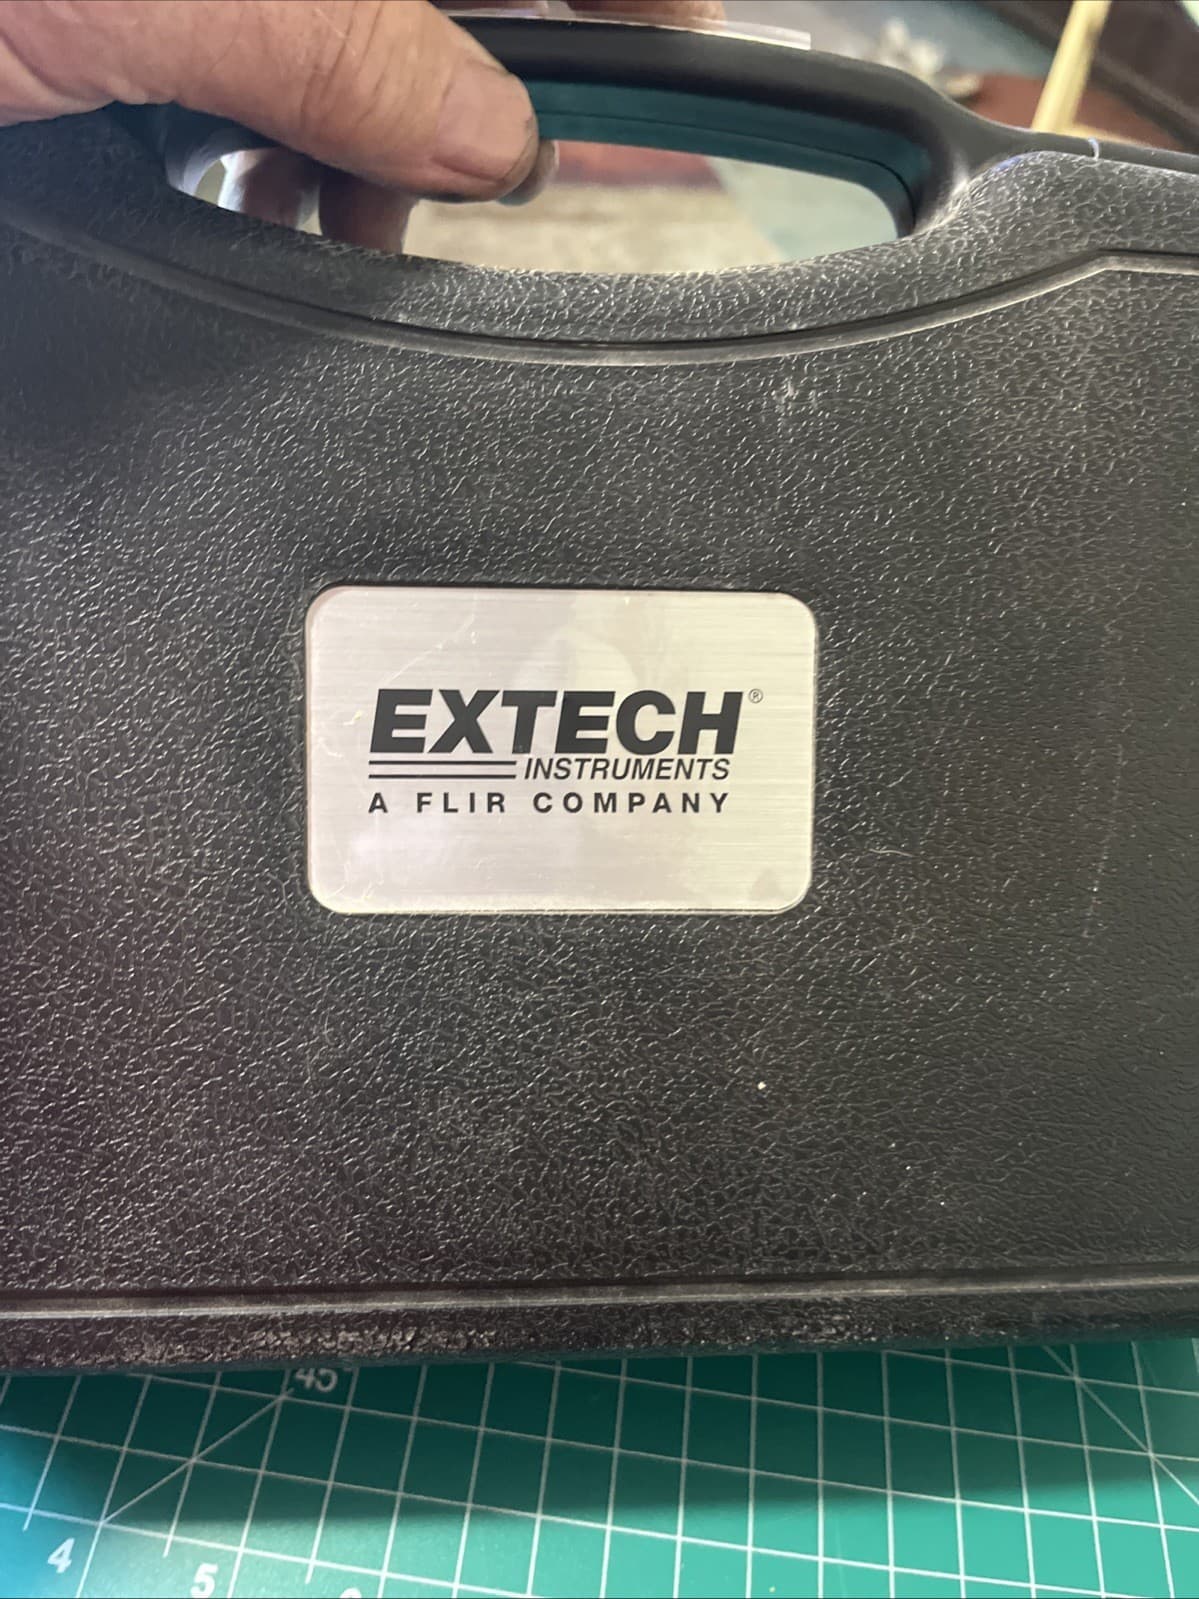 EXTECH®
INSTRUMENTS
A FLIR COMPANY
45
4
5